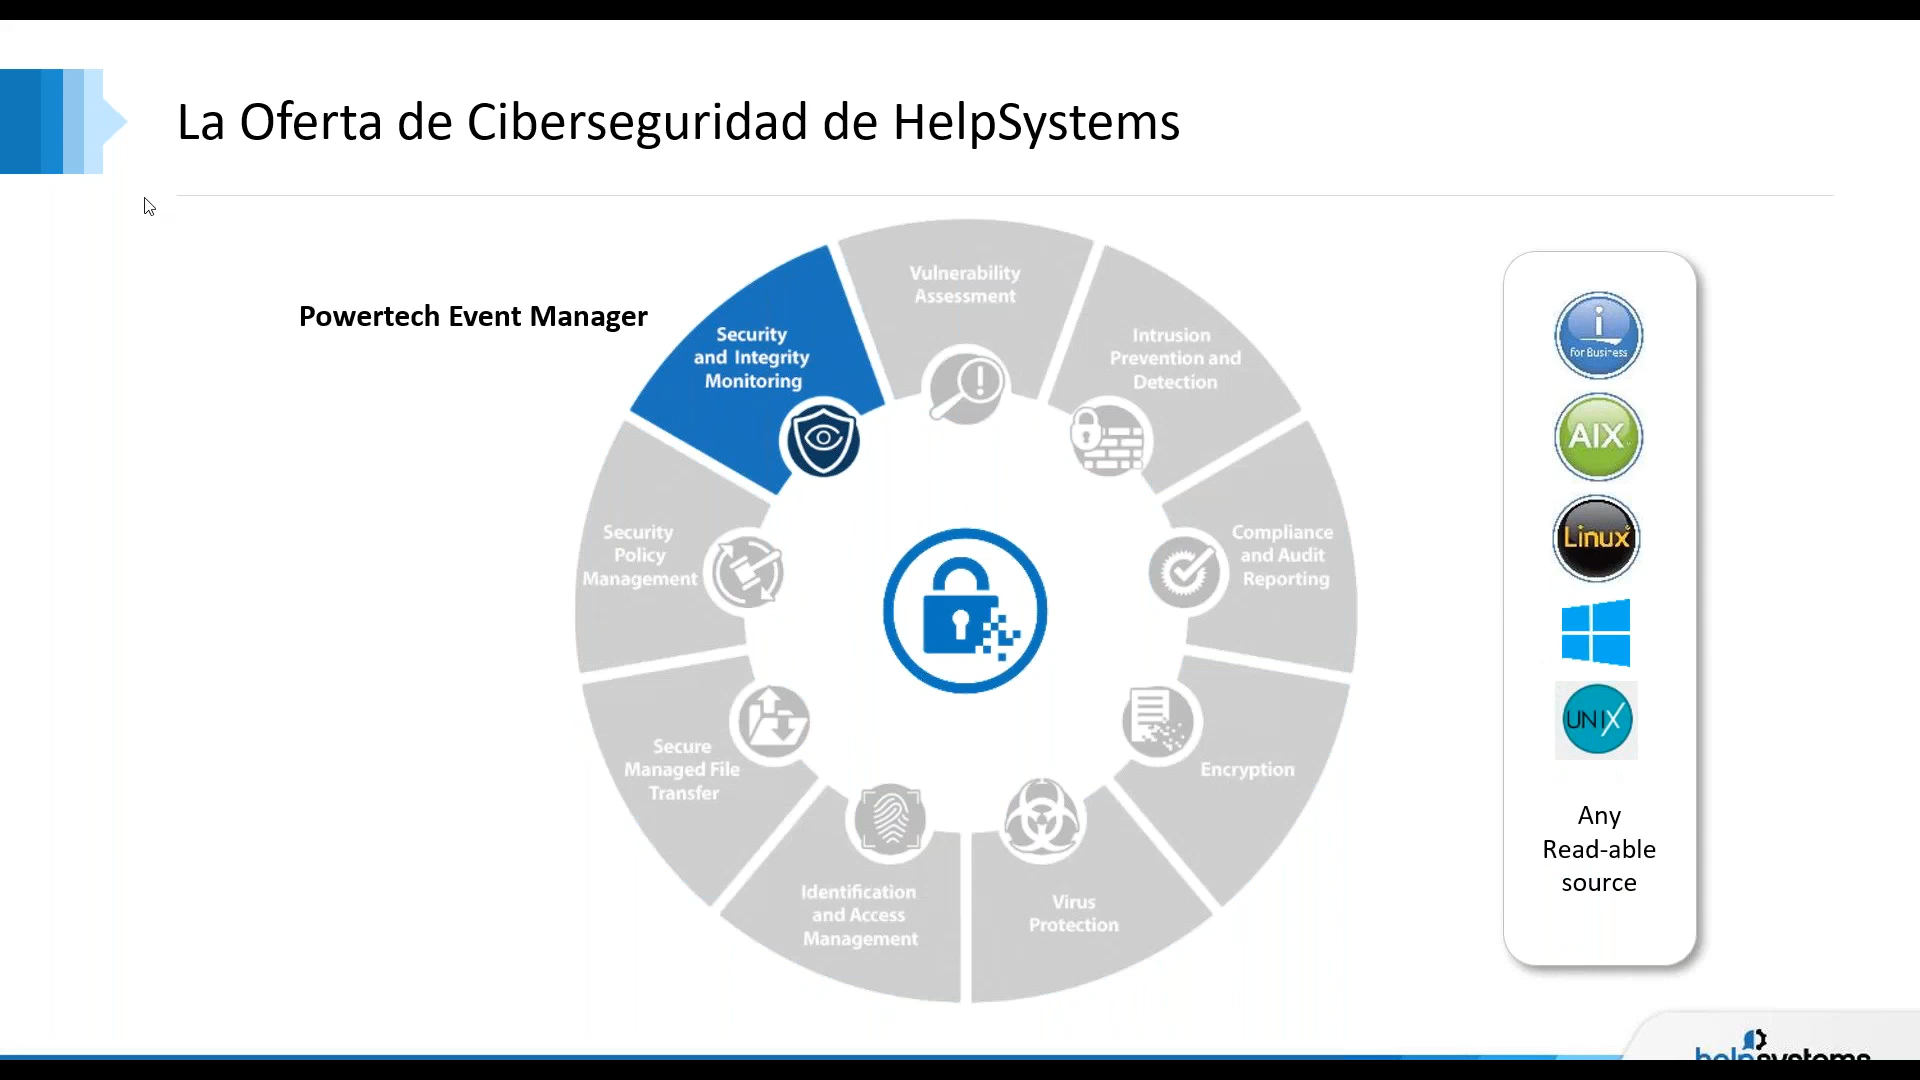 La Oferta de Ciberseguridad de HelpSystems
Powertech Event Manager
Security
and Integrity
Monitoring
Vulnerability
Assessment
Intrusion
Prevention and
Detection
Security
Policy
Management
Compliance
and Audit
Reporting
Secure
Managed File
Transfer
Encryption
Identification
and Access
Management
Virus
Protection
i
for Business
AIX
Linux
UNIX
Any
Read-able
source
helpsystems